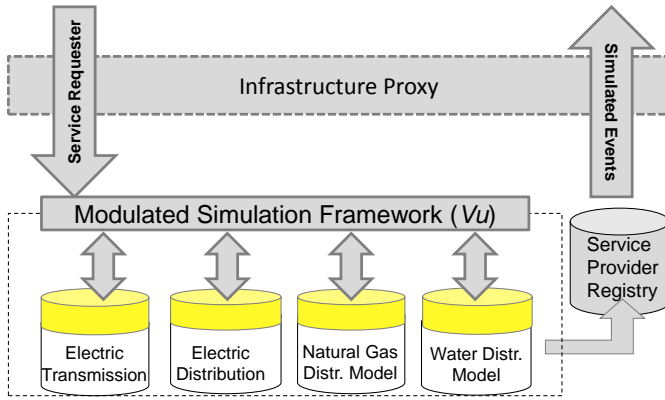 Service Requester
Infrastructure Proxy
Simulated Events
Modulated Simulation Framework (Vu)
Service
Provider
Registry
Electric
Transmission
Electric
Distribution
Natural Gas
Distr. Model
Water Distr.
Model